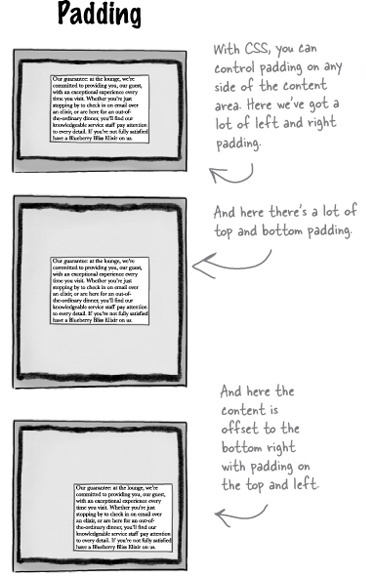 Padding
Our guarantee: at the lounge, we're
committed to providing you, our guest,
with an exceptional experience every
time you visit. Whether you're just
stopping by to check in on email over
an elixir, or are here for an out-of-
the-ordinary dinner, you'll find our
knowledgeable service staff pay attention
to every detail. If you're not fully satisfied
have a Blueberry Bliss Elixir on us.
With CSS, you can
control padding on any
side of the content
area. Here we've got a
lot of left and right
padding.
Our guarantee: at the lounge, we're
committed to providing you, our guest,
with an exceptional experience every
time you visit. Whether you're just
stopping by to check in on email over
an elixir, or are here for an out-of-
the-ordinary dinner, you'll find our
knowledgeable service staff pay attention
to every detail. If you're not fully satisfied
have a Blueberry Bliss Elixir on us.
And here there's a lot of
top and bottom padding.
Our guarantee: at the lounge, we're
committed to providing you, our guest,
with an exceptional experience every
time you visit. Whether you're just
stopping by to check in on email over
an elixir, or are here for an out-of-
the-ordinary dinner, you'll find our
knowledgeable service staff pay attention
to every detail. If you're not fully satisfied
have a Blueberry Bliss Elixir on us.
And here the
content is
offset to the
bottom right
with padding on
the top and left.